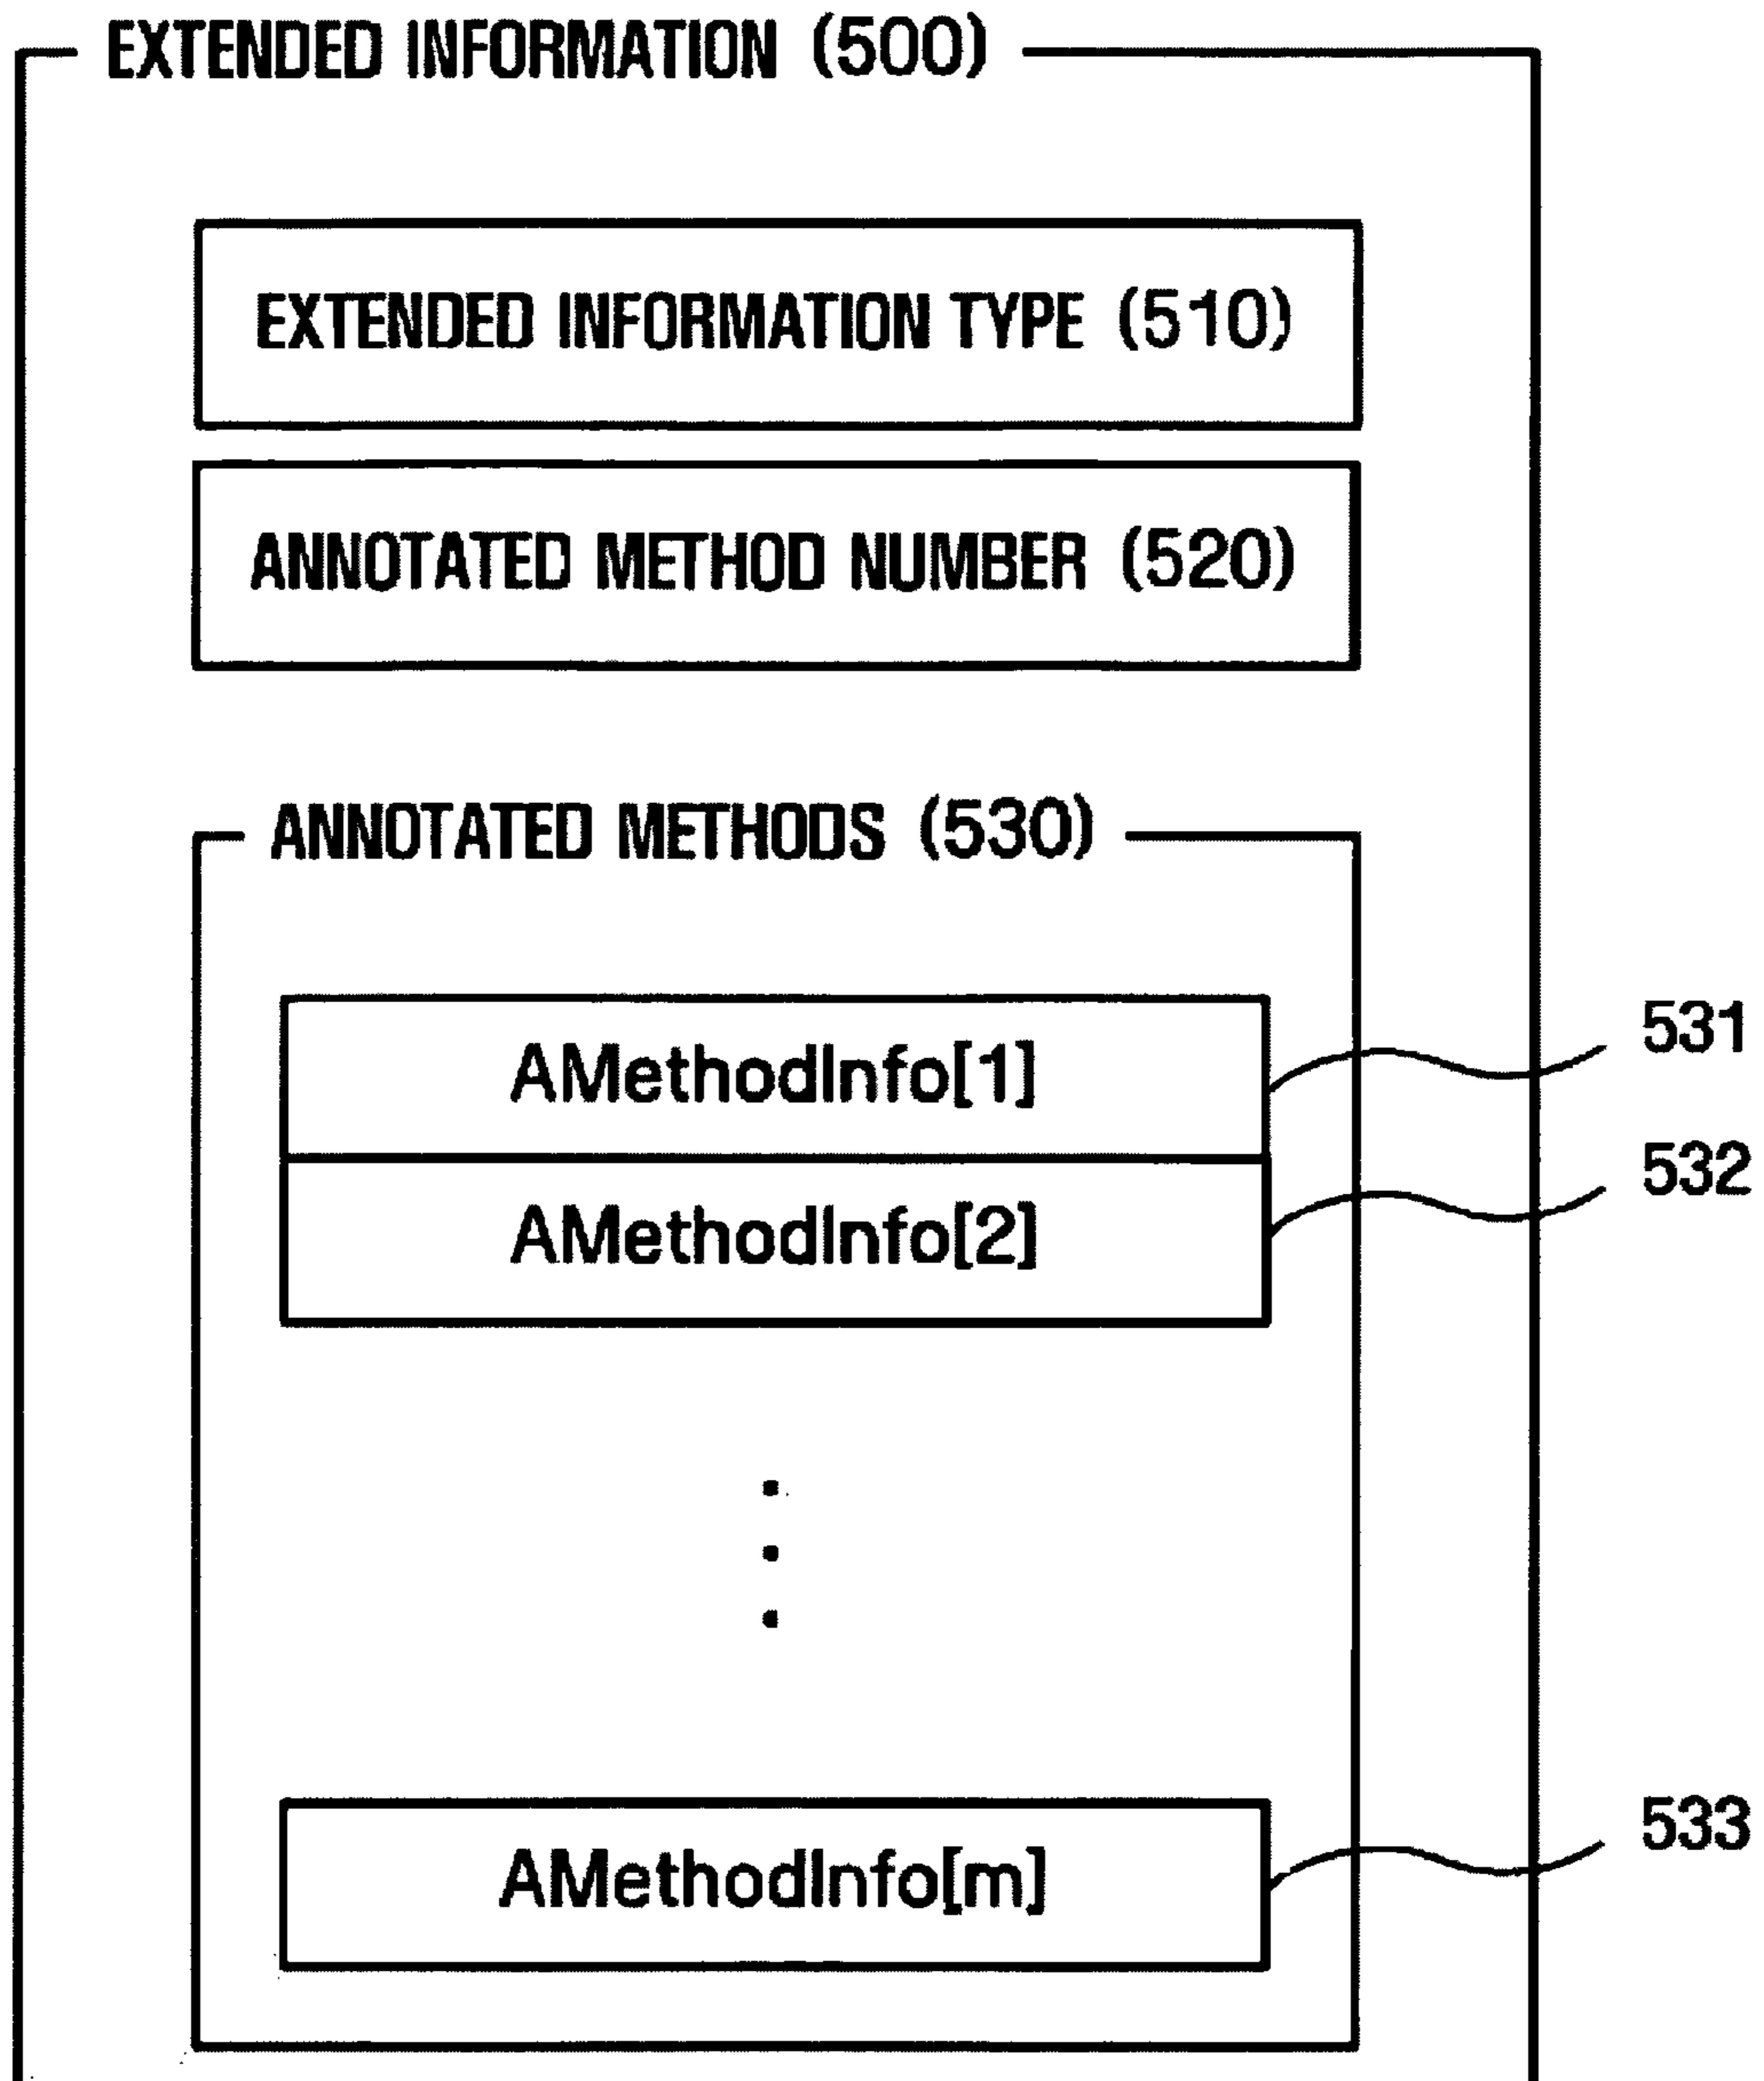 EXTENDED INFORMATION (500)
EXTENDED INFORMATION TYPE (510)
ANNOTATED METHOD NUMBER (520)
ANNOTATED METHODS (530)
AMethodInfo[1]
531
AMethodInfo[2]
532
AMethodInfo[m]
533